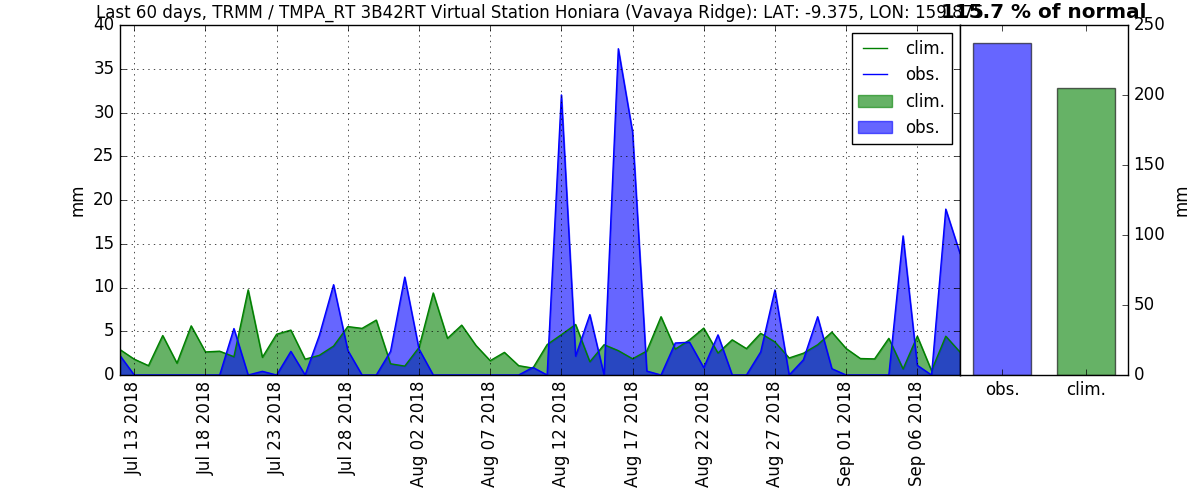 Last 60 days, TRMM / TMPA_RT 3B42RT Virtual Station Honiara (Vavaya Ridge): LAT: -9.375, LON:
115.7 % of normal
40
35
30
25
20
15
10
5
0
mm
clim.
obs.
clim.
obs.
250
200
150
100
50
0
mm
obs.
clim.
Jul 13 2018
Jul 18 2018
Jul 23 2018
Jul 28 2018
Aug 02 2018
Aug 07 2018
Aug 12 2018
Aug 17 2018
Aug 22 2018
Aug 27 2018
Sep 01 2018
Sep 06 2018